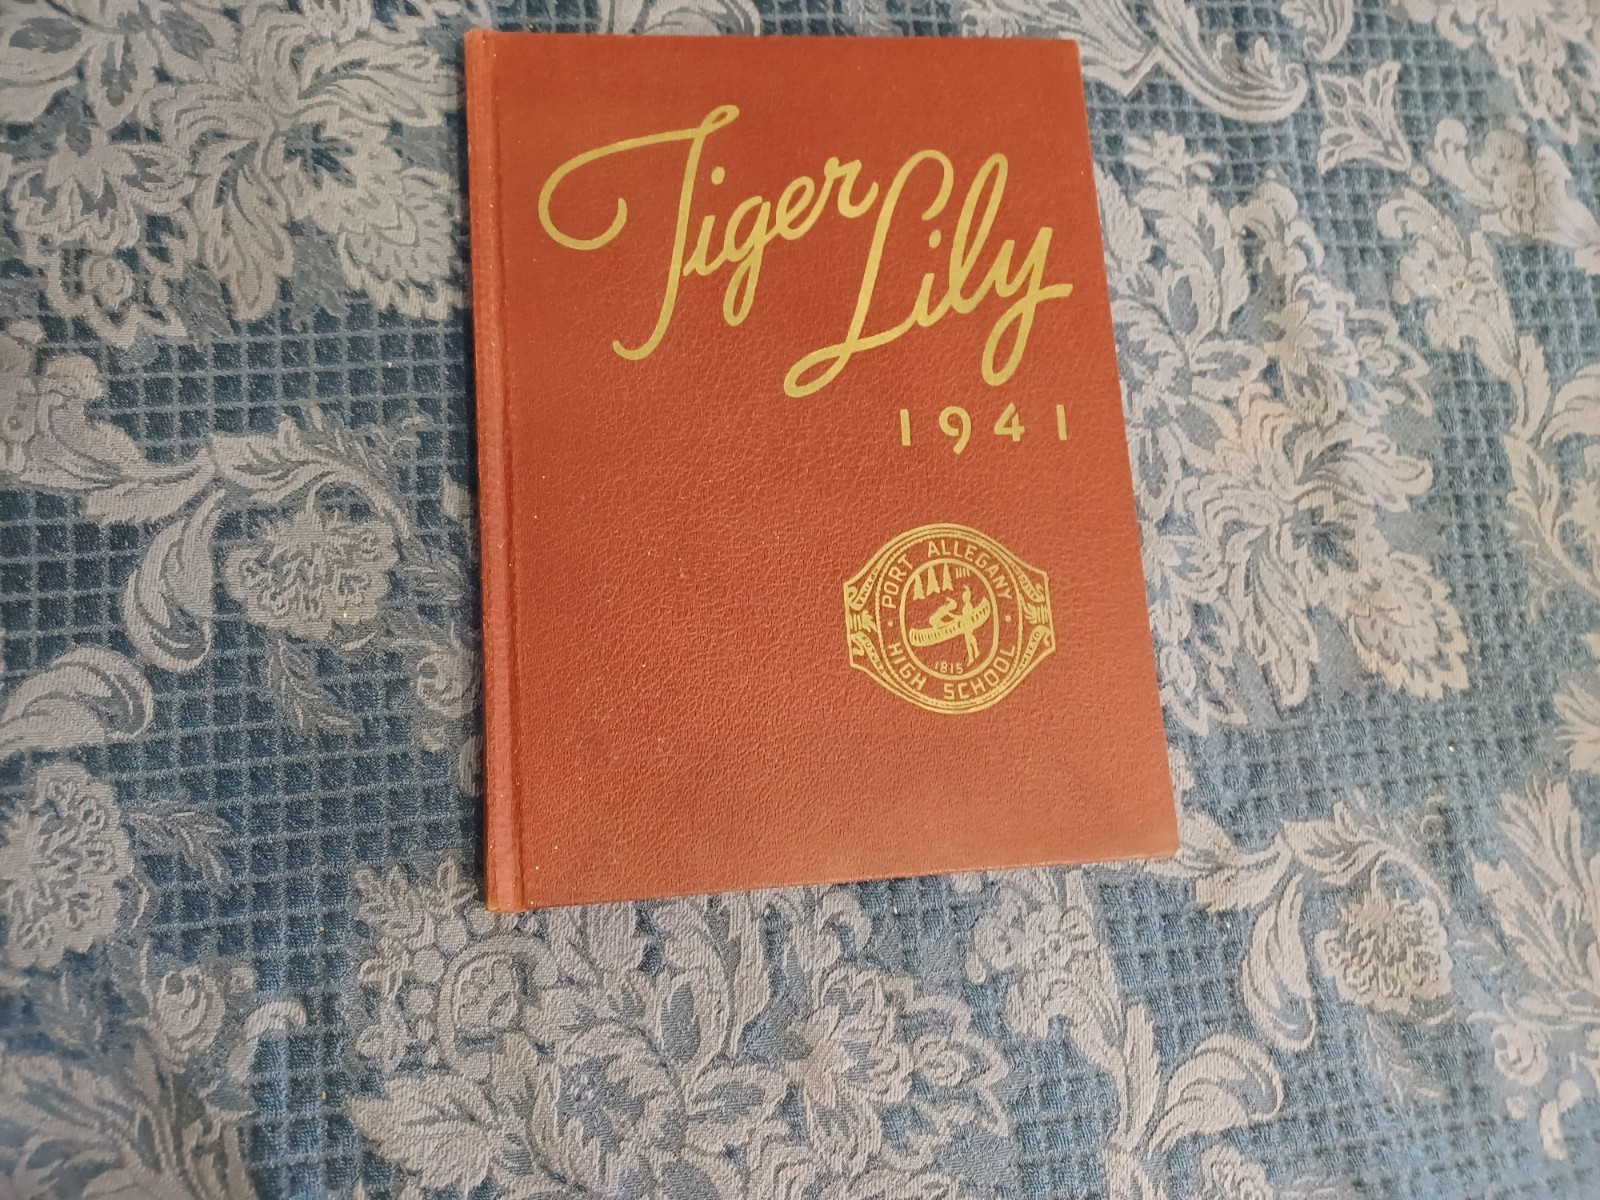 Tiger
Lily
1941
PORT ALLEGANY
HIGH SCHOOL
1815